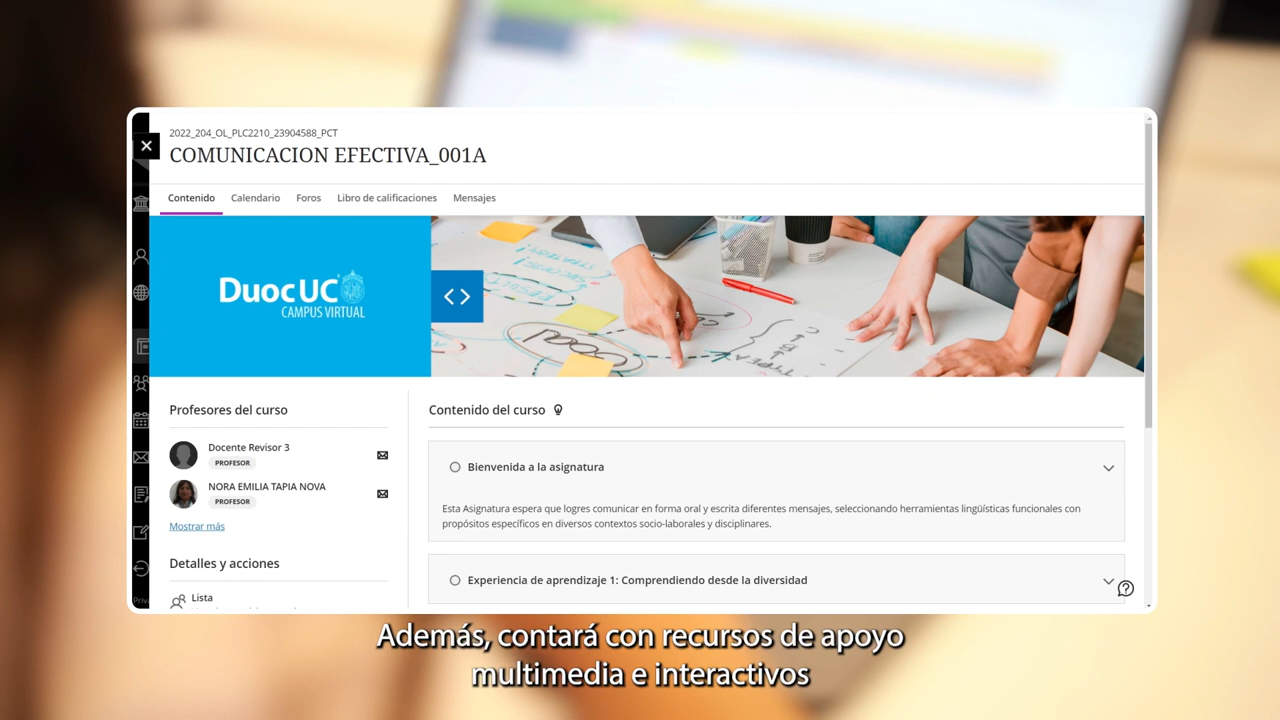 2022_204_OL_PLC2210_23904588_PCT
COMUNICACION EFECTIVA_001A
Contenido
Calendario
Foros
Libro de calificaciones
Mensajes
Duoc UC
CAMPUS VIRTUAL
< >
Goal
Profesores del curso
Docente Revisor 3
PROFESOR
NORA EMILIA TAPIA NOVA
PROFESOR
Mostrar más
Detalles y acciones
Lista
Contenido del curso
Bienvenida a la asignatura
Esta Asignatura espera que logres comunicar en forma oral y escrita diferentes mensajes, seleccionando herramientas lingüísticas funcionales con
propósitos específicos en diversos contextos socio-laborales y disciplinares.
Experiencia de aprendizaje 1: Comprendiendo desde la diversidad
Además, contará con recursos de apoyo
multimedia e interactivos